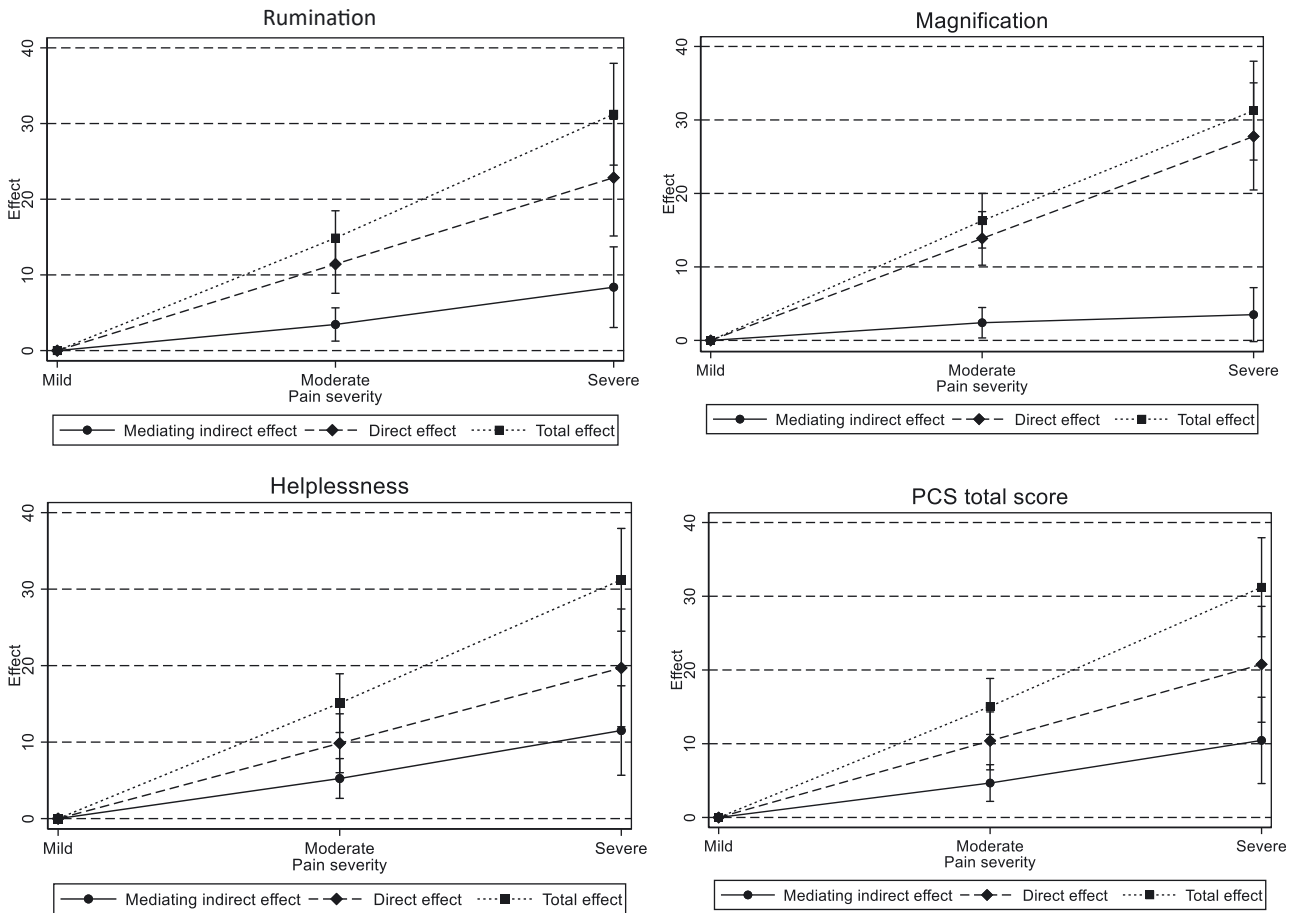 Rumination
40
30
20
10
0
Effect
Mild Moderate Severe
Pain severity
Mediating indirect effect Direct effect Total effect
Magnification
40
30
20
10
0
Effect
Mild Moderate Severe
Pain severity
Mediating indirect effect Direct effect Total effect
Helplessness
40
30
20
10
0
Effect
Mild Moderate Severe
Pain severity
Mediating indirect effect Direct effect Total effect
PCS total score
40
30
20
10
0
Effect
Mild Moderate Severe
Pain severity
Mediating indirect effect Direct effect Total effect